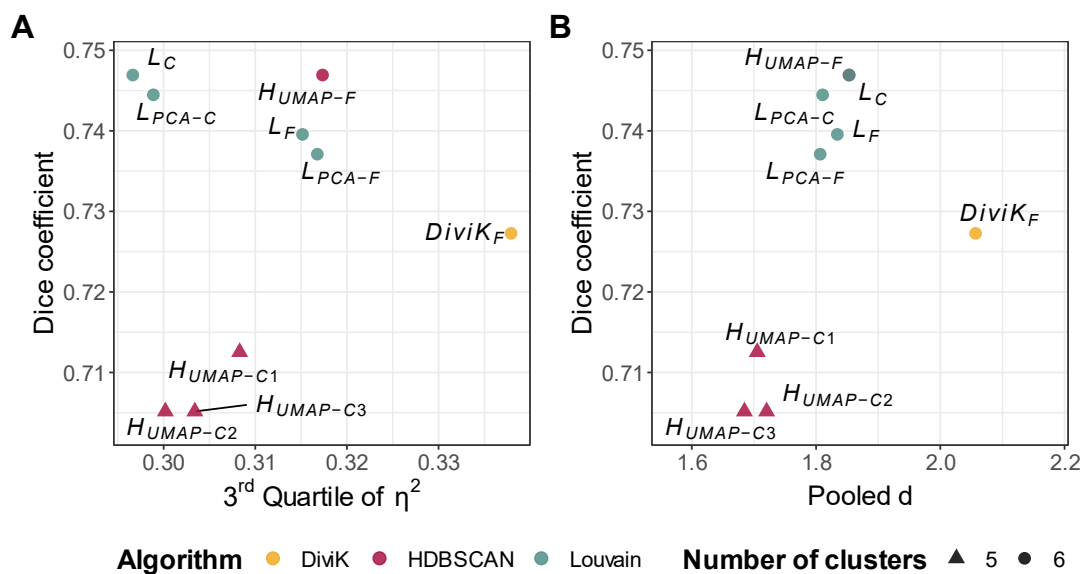 A
0.75
0.74
0.73
0.72
0.71
Dice coefficient
L_C
L_PCA−C
H_UMAP−F
L_F
L_PCA−F
DiviK_F
H_UMAP−C1
H_UMAP−C3
H_UMAP−C2
0.30 0.31 0.32 0.33
3rd Quartile of η²
B
0.75
0.74
0.73
0.72
0.71
Dice coefficient
H_UMAP−F
L_C
L_PCA−C
L_F
L_PCA−F
DiviK_F
H_UMAP−C1
H_UMAP−C2
H_UMAP−C3
1.6 1.8 2.0 2.2
Pooled d
Algorithm DiviK HDBSCAN Louvain Number of clusters 5 6